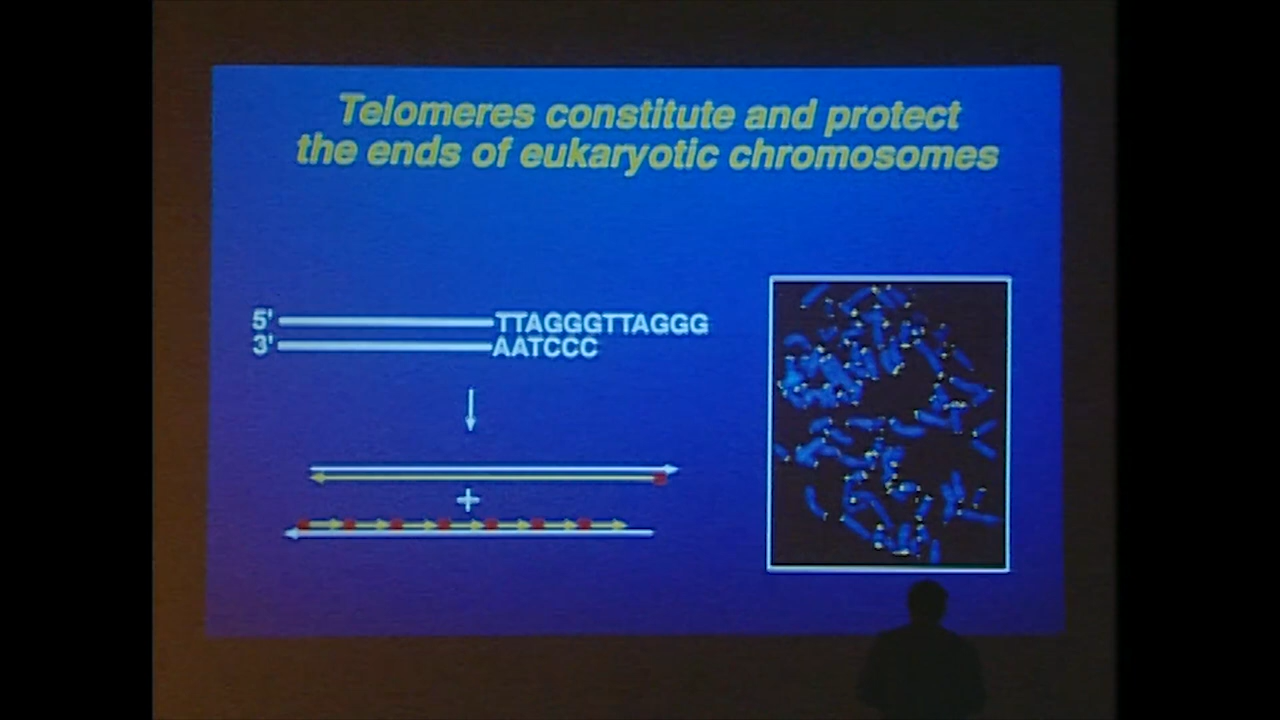 Telomeres constitute and protect
the ends of eukaryotic chromosomes
5' TTAGGGTTAGGG
3' AATCCC
+